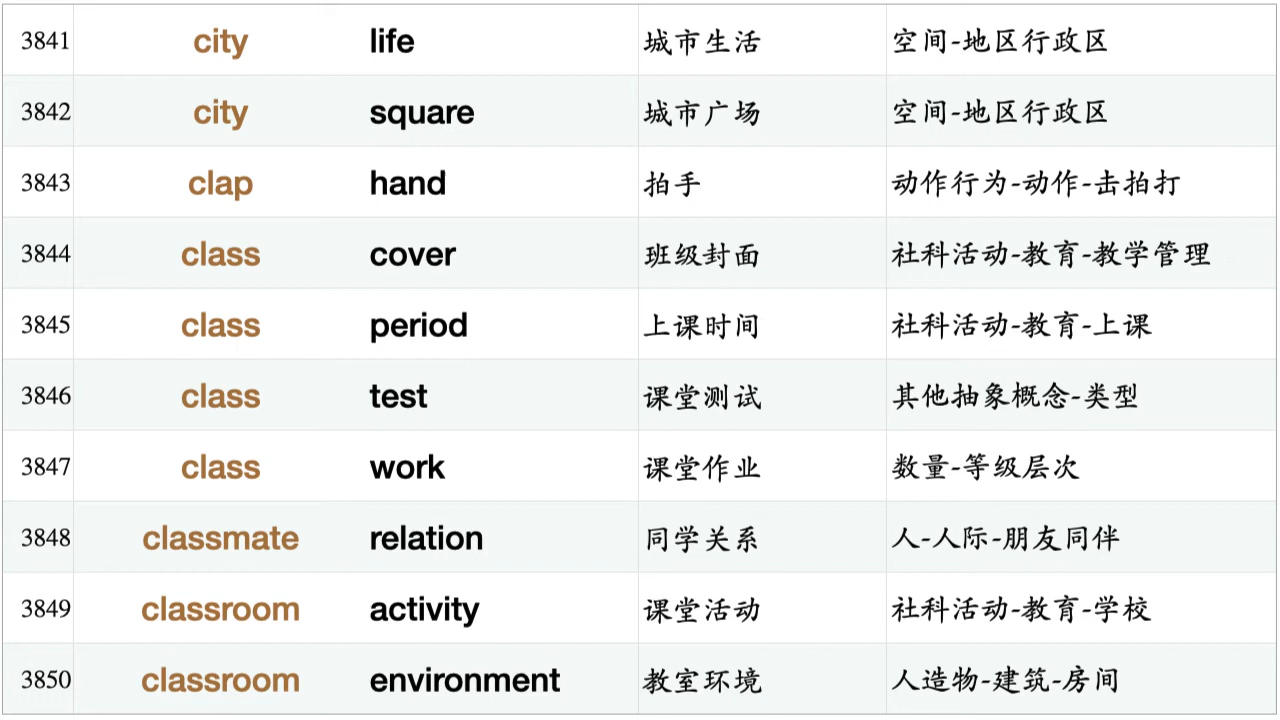 3841 city life 城市生活 空间-地区行政区
3842 city square 城市广场 空间-地区行政区
3843 clap hand 拍手 动作行为-动作-击拍打
3844 class cover 班级封面 社科活动-教育-教学管理
3845 class period 上课时间 社科活动-教育-上课
3846 class test 课堂测试 其他抽象概念-类型
3847 class work 课堂作业 数量-等级层次
3848 classmate relation 同学关系 人-人际-朋友同伴
3849 classroom activity 课堂活动 社科活动-教育-学校
3850 classroom environment 教室环境 人造物-建筑-房间